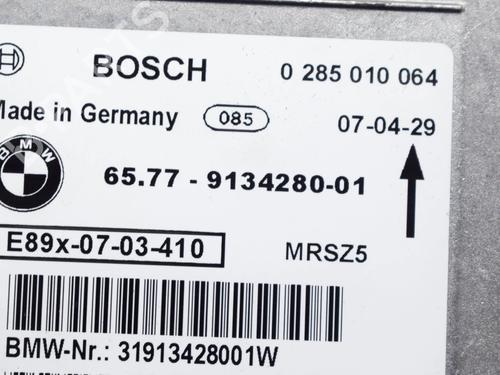 BOSCH 0 285 010 064
Made in Germany 085 07-04-29
BMW
65.77 - 9134280-01
E89x-07-03-410 MRSZ5
BMW-Nr.: 31913428001W